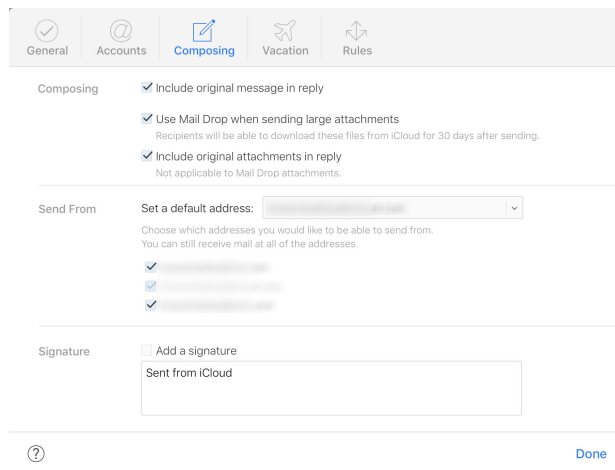 General Accounts Composing Vacation Rules
Composing
Include original message in reply
Use Mail Drop when sending large attachments
Recipients will be able to download these files from iCloud for 30 days after sending.
Include original attachments in reply
Not applicable to Mail Drop attachments.
Send From
Set a default address:
Choose which addresses you would like to be able to send from.
You can still receive mail at all of the addresses.
Signature
Add a signature
Sent from iCloud
?
Done